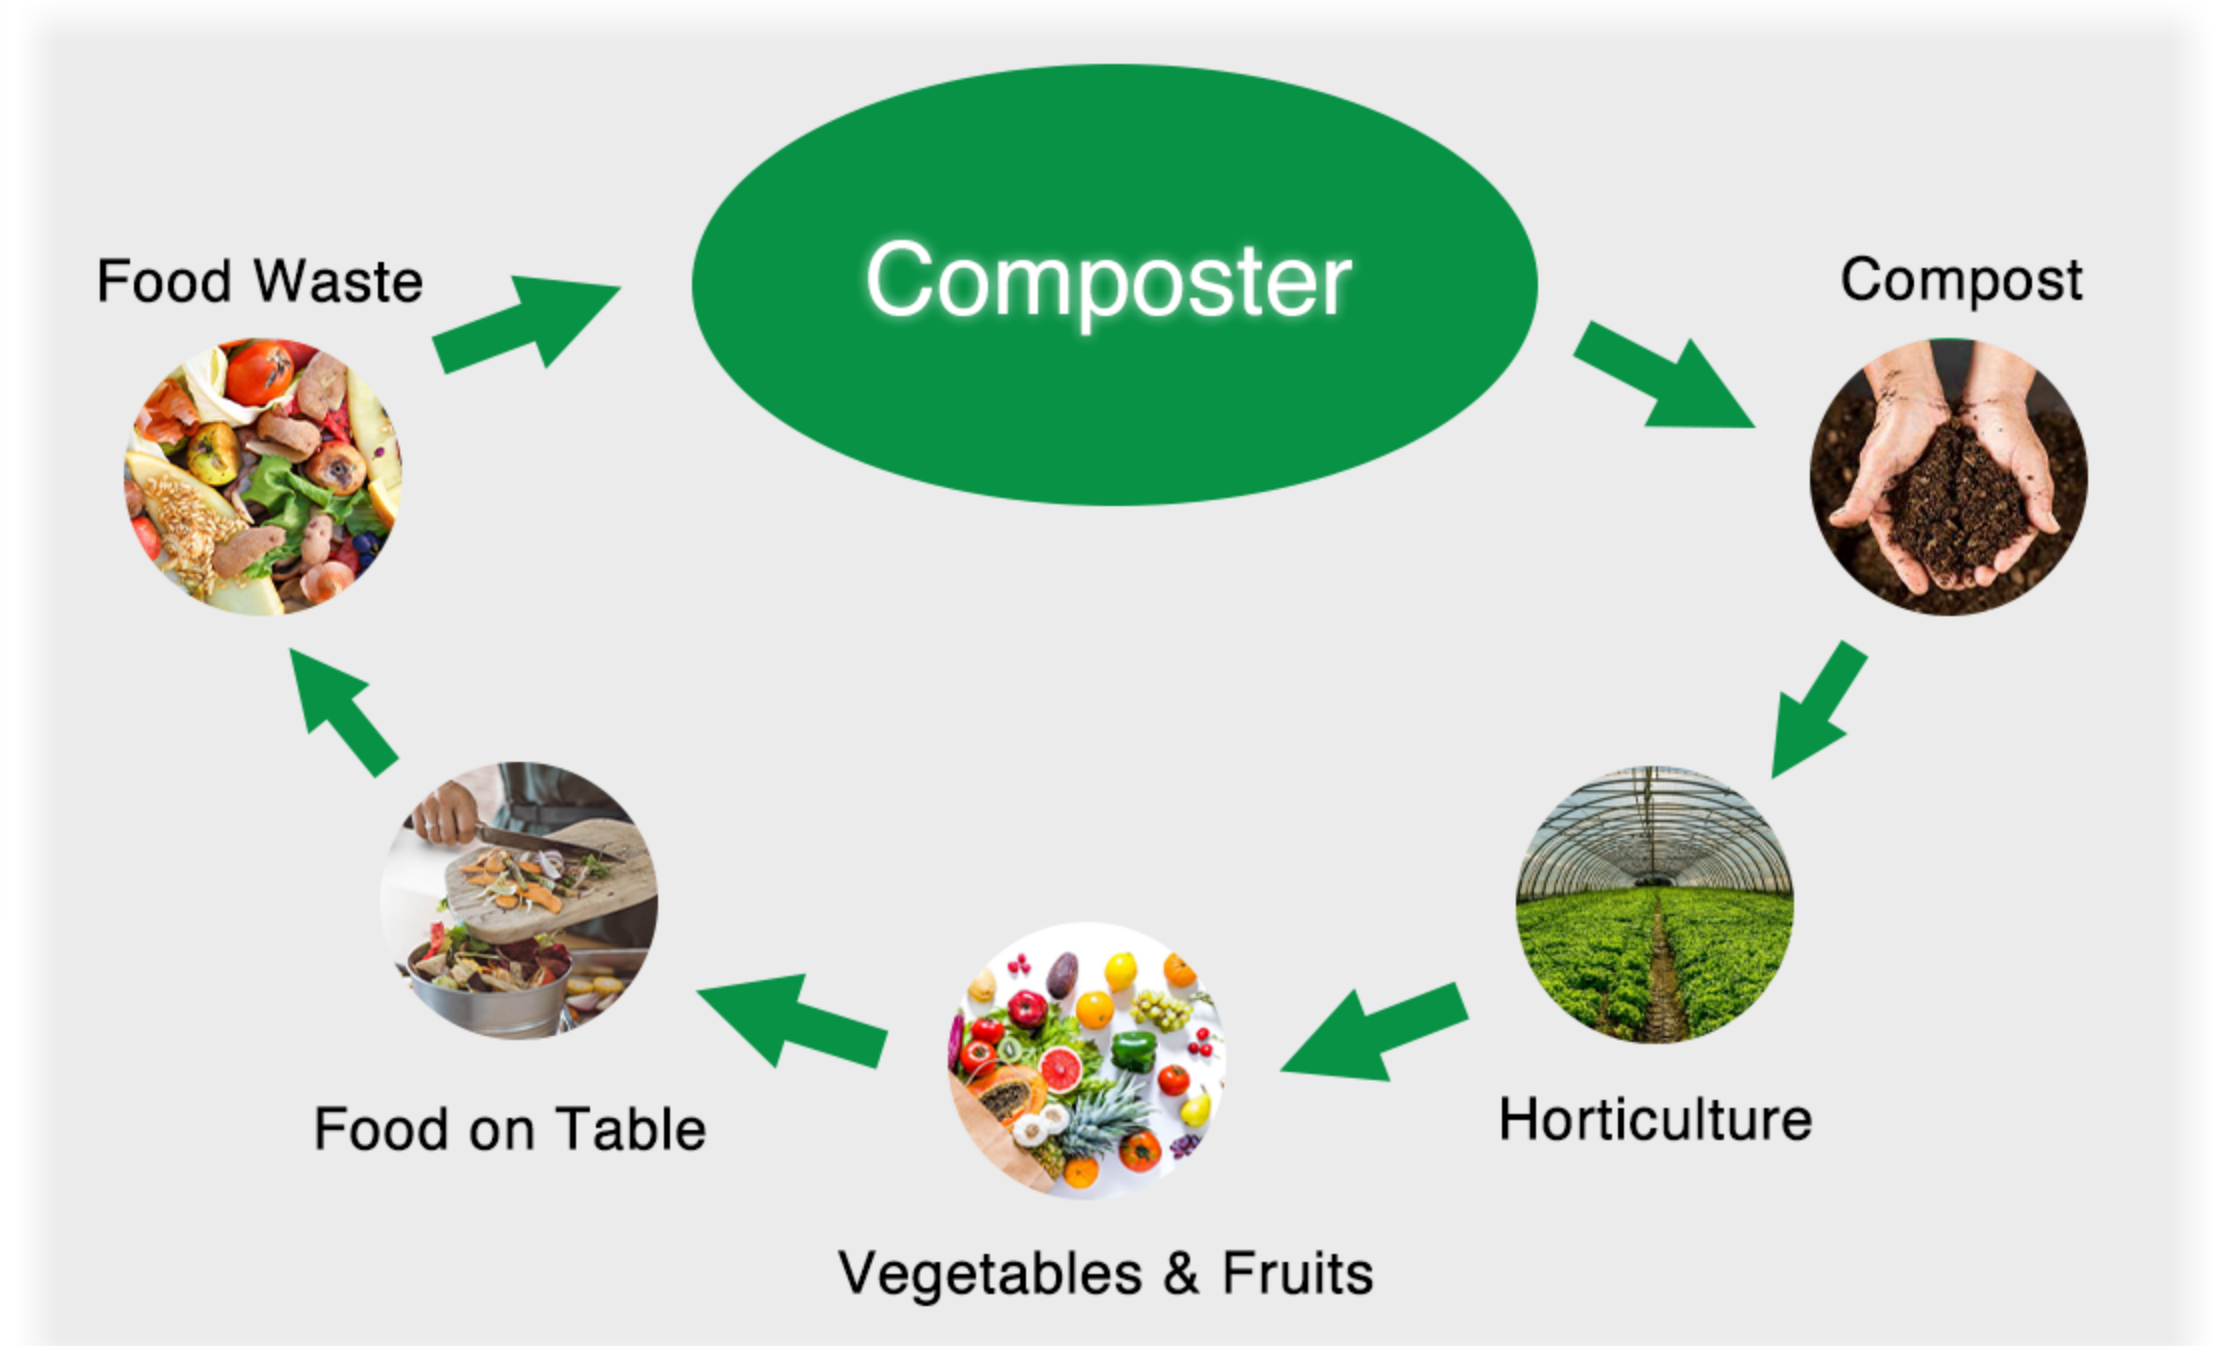 Composter
Food Waste
Compost
Food on Table
Horticulture
Vegetables & Fruits